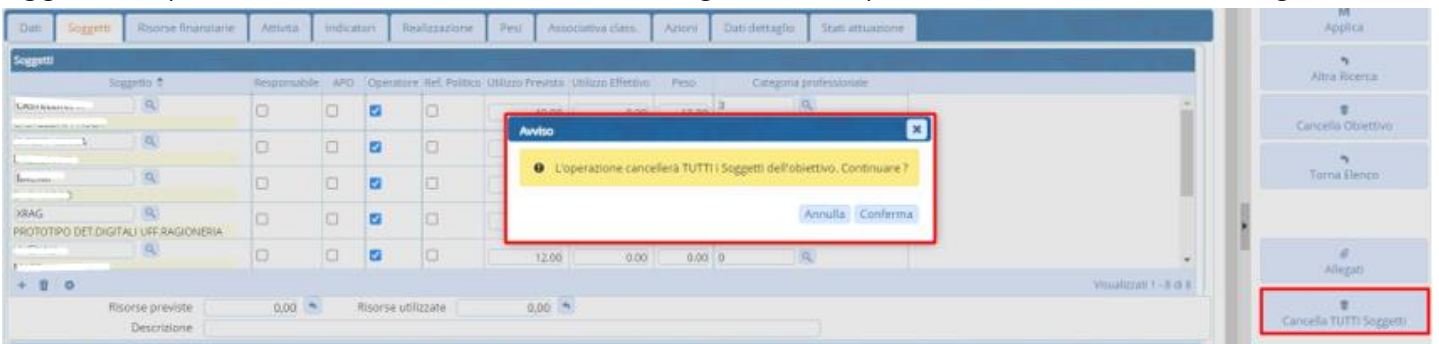 Dati Soggetti Risorse finanziarie Attività Indicatori Realizzazione Pesi Associativa class. Azioni Dati dettaglio Stati attuazione
Applica
Soggetti
Soggetto Responsabile APO Operatore Ref. Politico Utilizzo Previsto Utilizzo Effettivo Peso Categoria professionale
Altra Ricerca
3
Avviso
Cancella Obiettivo
L'operazione cancellerà TUTTI i Soggetti dell'obiettivo. Continuare ?
Torna Elenco
XRAG
Annulla Conferma
PROTOTIPO DET.DIGITALI UFF.RAGIONERIA
12.00 0.00 0.00 0
Allegati
Visualizzati 1 - 8 di 8
Risorse previste 0,00 Risorse utilizzate 0,00
Cancella TUTTI Soggetti
Descrizione